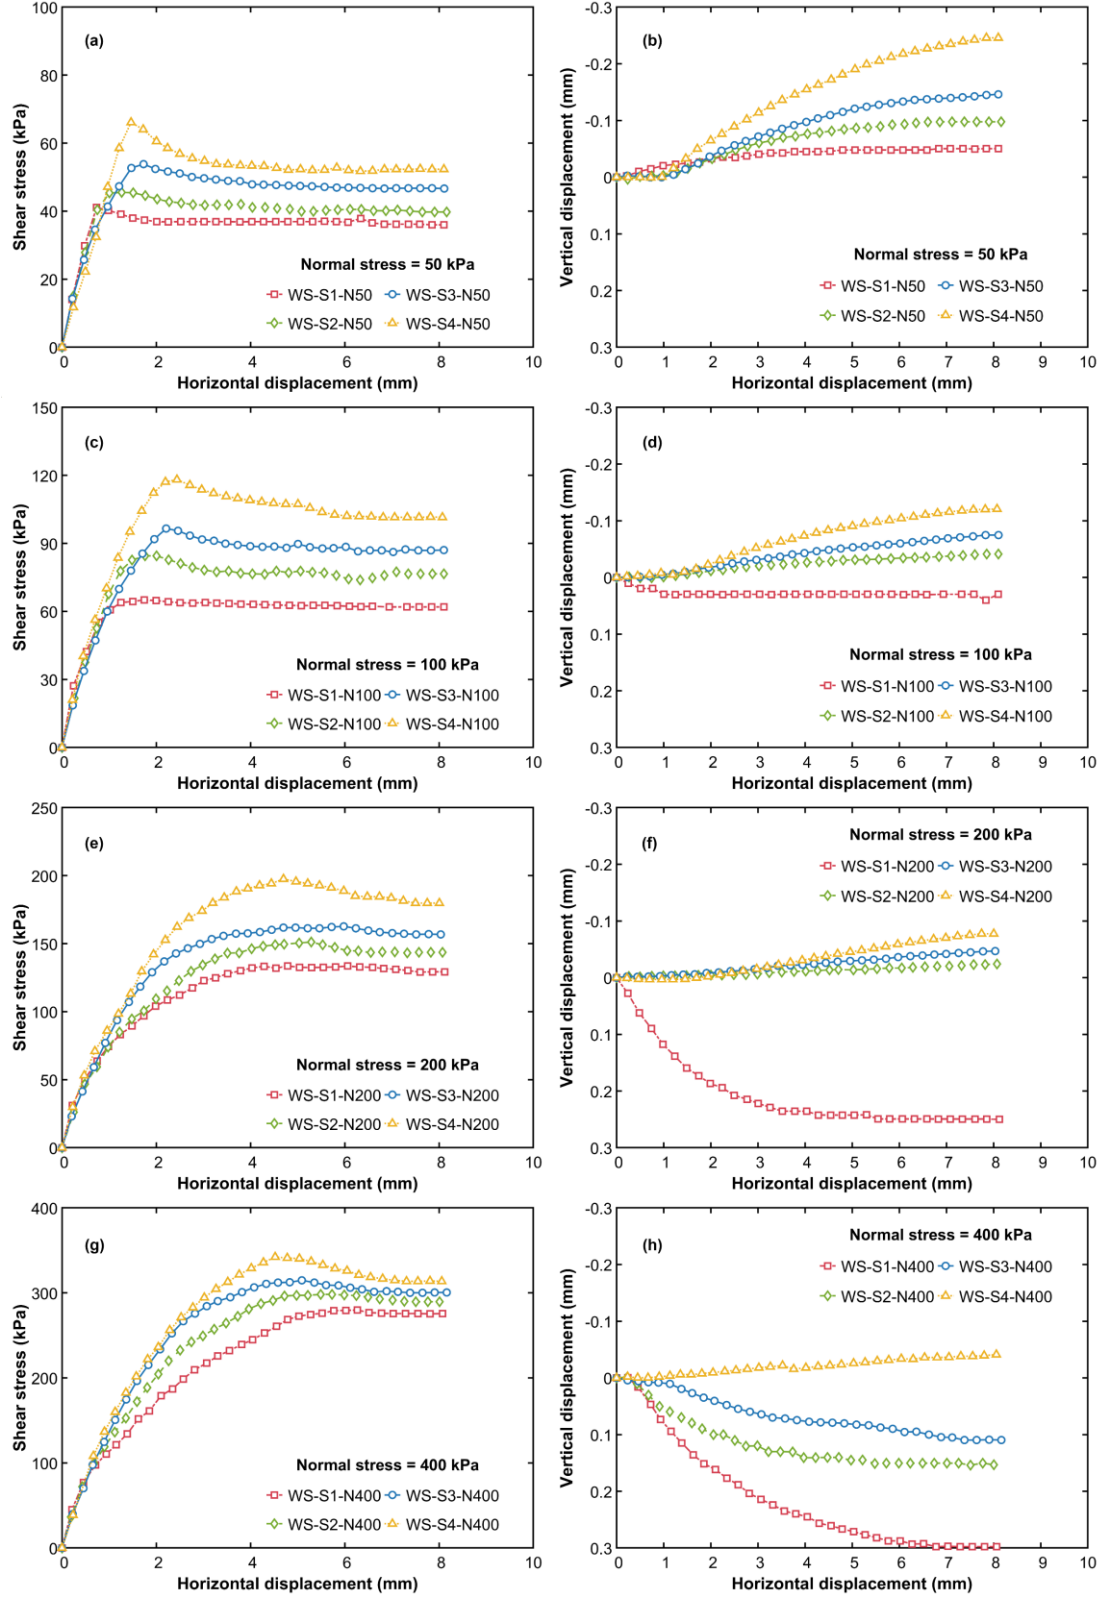 (a)
Shear stress (kPa)
100
80
60
40
20
0
Normal stress = 50 kPa
WS-S1-N50 WS-S3-N50
WS-S2-N50 WS-S4-N50
0 2 4 6 8 10
Horizontal displacement (mm)
(b)
Vertical displacement (mm)
-0.3
-0.2
-0.1
0
0.1
0.2
0.3
Normal stress = 50 kPa
WS-S1-N50 WS-S3-N50
WS-S2-N50 WS-S4-N50
0 1 2 3 4 5 6 7 8 9 10
Horizontal displacement (mm)
(c)
Shear stress (kPa)
150
120
90
60
30
0
Normal stress = 100 kPa
WS-S1-N100 WS-S3-N100
WS-S2-N100 WS-S4-N100
0 2 4 6 8 10
Horizontal displacement (mm)
(d)
Vertical displacement (mm)
-0.3
-0.2
-0.1
0
0.1
0.2
0.3
Normal stress = 100 kPa
WS-S1-N100 WS-S3-N100
WS-S2-N100 WS-S4-N100
0 1 2 3 4 5 6 7 8 9 10
Horizontal displacement (mm)
(e)
Shear stress (kPa)
250
200
150
100
50
0
Normal stress = 200 kPa
WS-S1-N200 WS-S3-N200
WS-S2-N200 WS-S4-N200
0 2 4 6 8 10
Horizontal displacement (mm)
(f)
Vertical displacement (mm)
-0.3
-0.2
-0.1
0
0.1
0.2
0.3
Normal stress = 200 kPa
WS-S1-N200 WS-S3-N200
WS-S2-N200 WS-S4-N200
0 1 2 3 4 5 6 7 8 9 10
Horizontal displacement (mm)
(g)
Shear stress (kPa)
400
300
200
100
0
Normal stress = 400 kPa
WS-S1-N400 WS-S3-N400
WS-S2-N400 WS-S4-N400
0 2 4 6 8 10
Horizontal displacement (mm)
(h)
Vertical displacement (mm)
-0.3
-0.2
-0.1
0
0.1
0.2
0.3
Normal stress = 400 kPa
WS-S1-N400 WS-S3-N400
WS-S2-N400 WS-S4-N400
0 1 2 3 4 5 6 7 8 9 10
Horizontal displacement (mm)